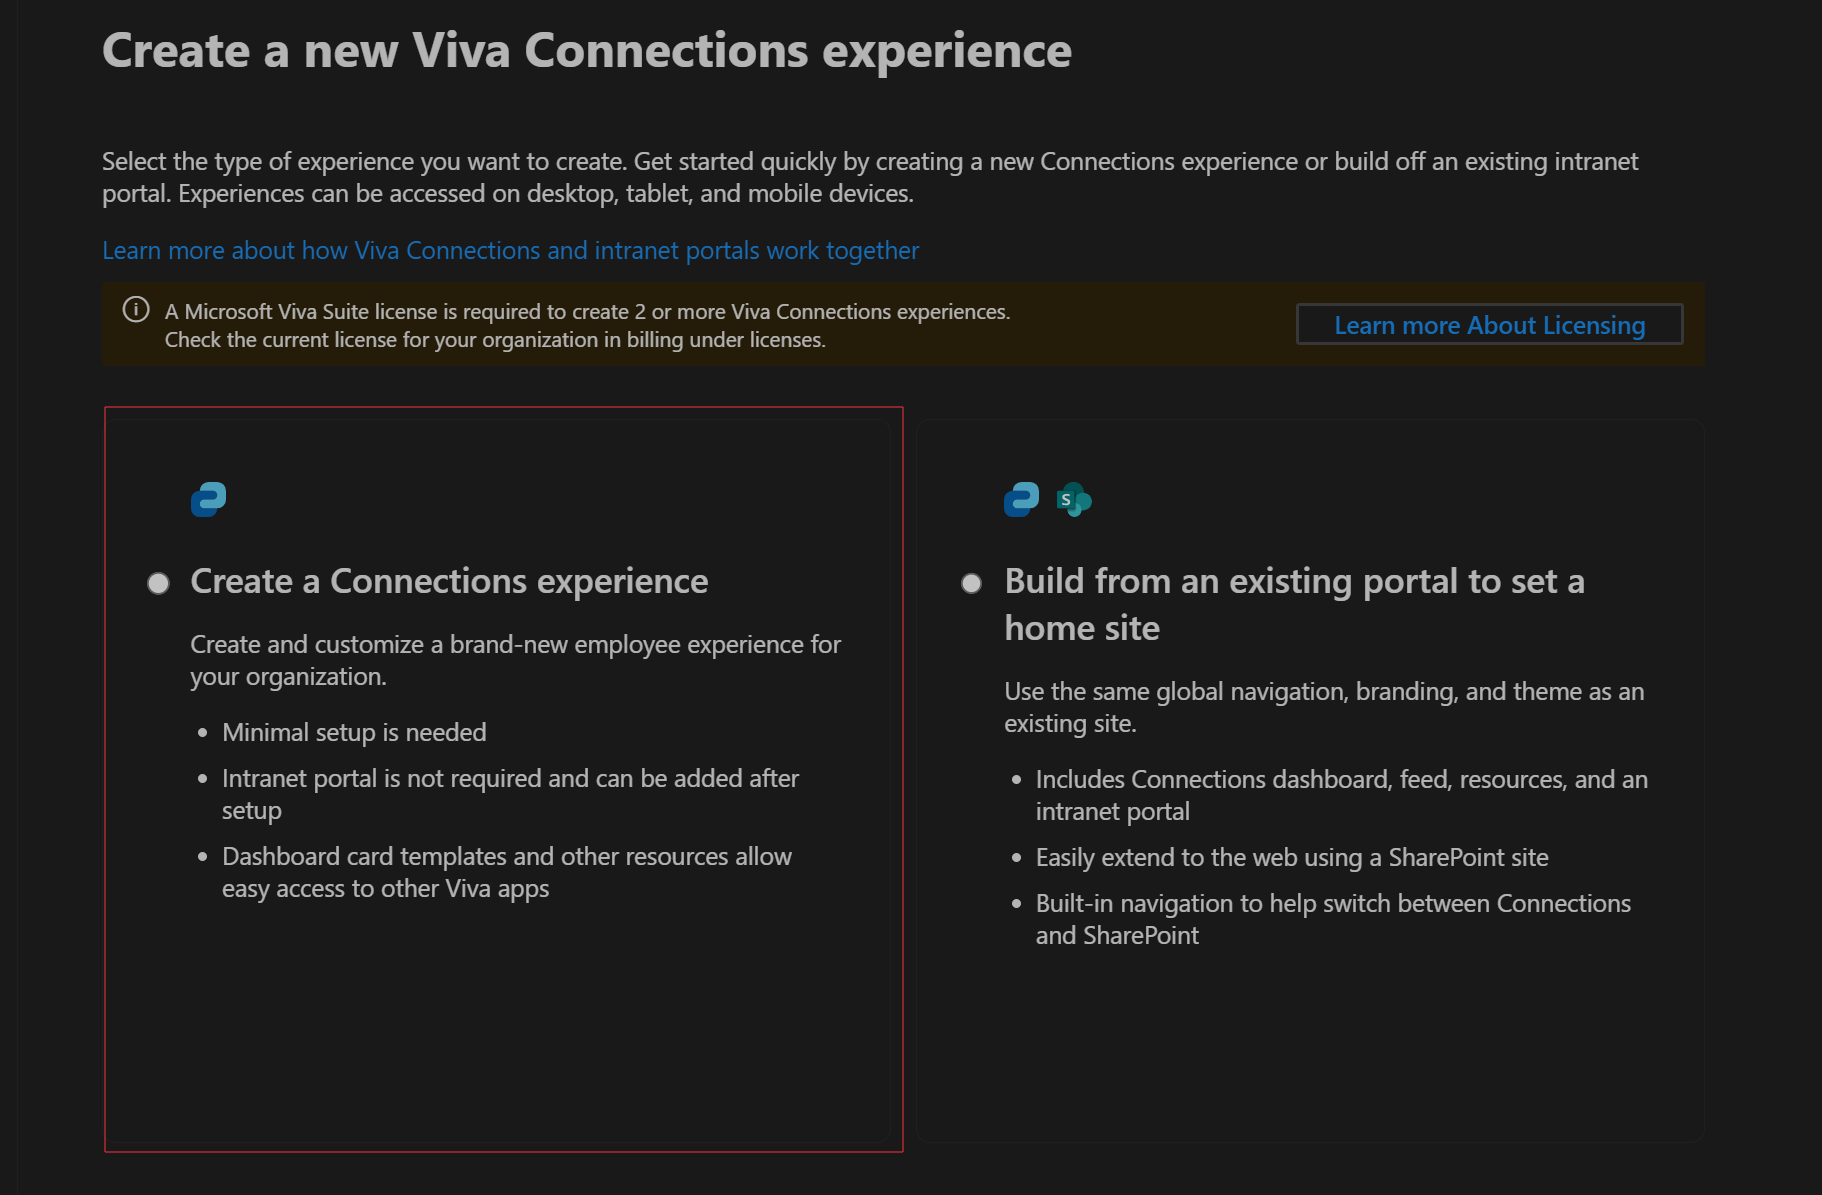 Create a new Viva Connections experience
Select the type of experience you want to create. Get started quickly by creating a new Connections experience or build off an existing intranet
portal. Experiences can be accessed on desktop, tablet, and mobile devices.
Learn more about how Viva Connections and intranet portals work together
A Microsoft Viva Suite license is required to create 2 or more Viva Connections experiences.
Check the current license for your organization in billing under licenses.
Learn more About Licensing
Create a Connections experience
Create and customize a brand-new employee experience for
your organization.
• Minimal setup is needed
• Intranet portal is not required and can be added after
setup
• Dashboard card templates and other resources allow
easy access to other Viva apps
S
Build from an existing portal to set a
home site
Use the same global navigation, branding, and theme as an
existing site.
• Includes Connections dashboard, feed, resources, and an
intranet portal
• Easily extend to the web using a SharePoint site
• Built-in navigation to help switch between Connections
and SharePoint